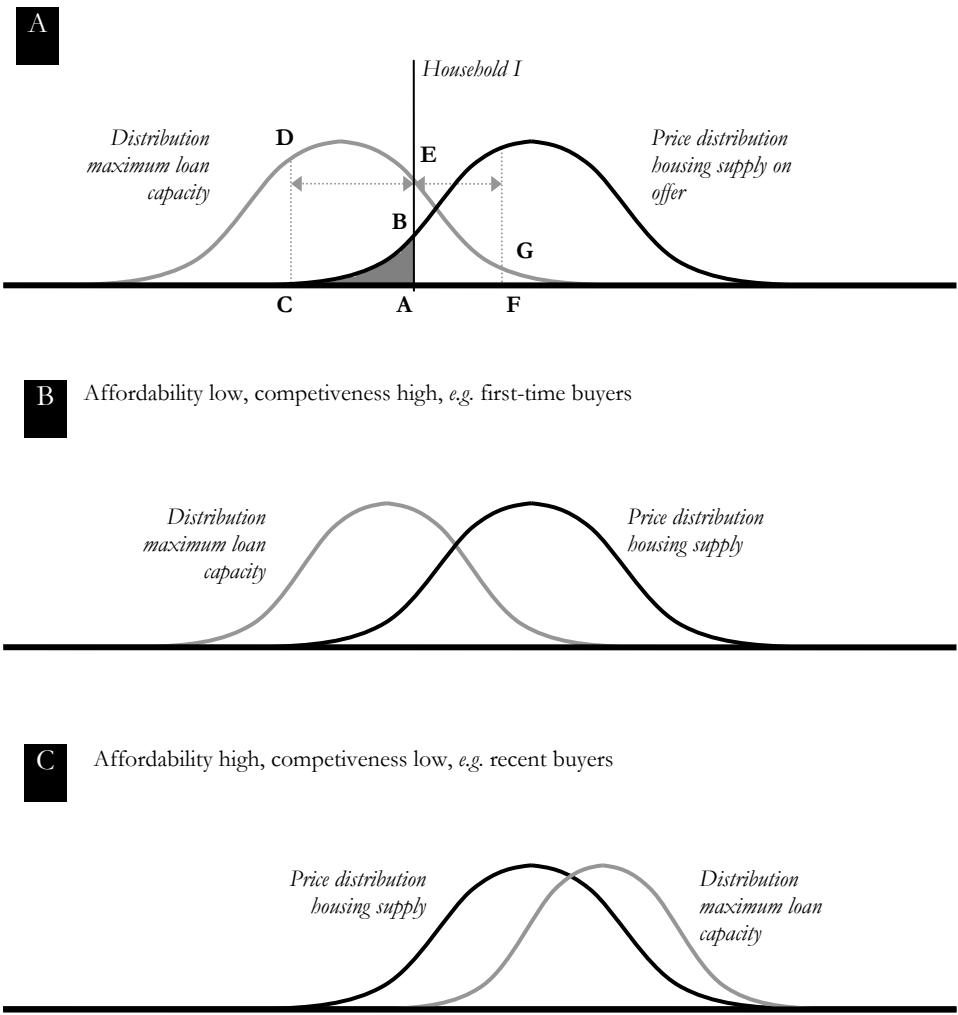 A
Household I
Distribution
maximum loan
capacity
D
E
Price distribution
housing supply on
offer
B
G
C
A
F
B
Affordability low, competiveness high, e.g. first-time buyers
Distribution
maximum loan
capacity
Price distribution
housing supply
C
Affordability high, competiveness low, e.g. recent buyers
Price distribution
housing supply
Distribution
maximum loan
capacity